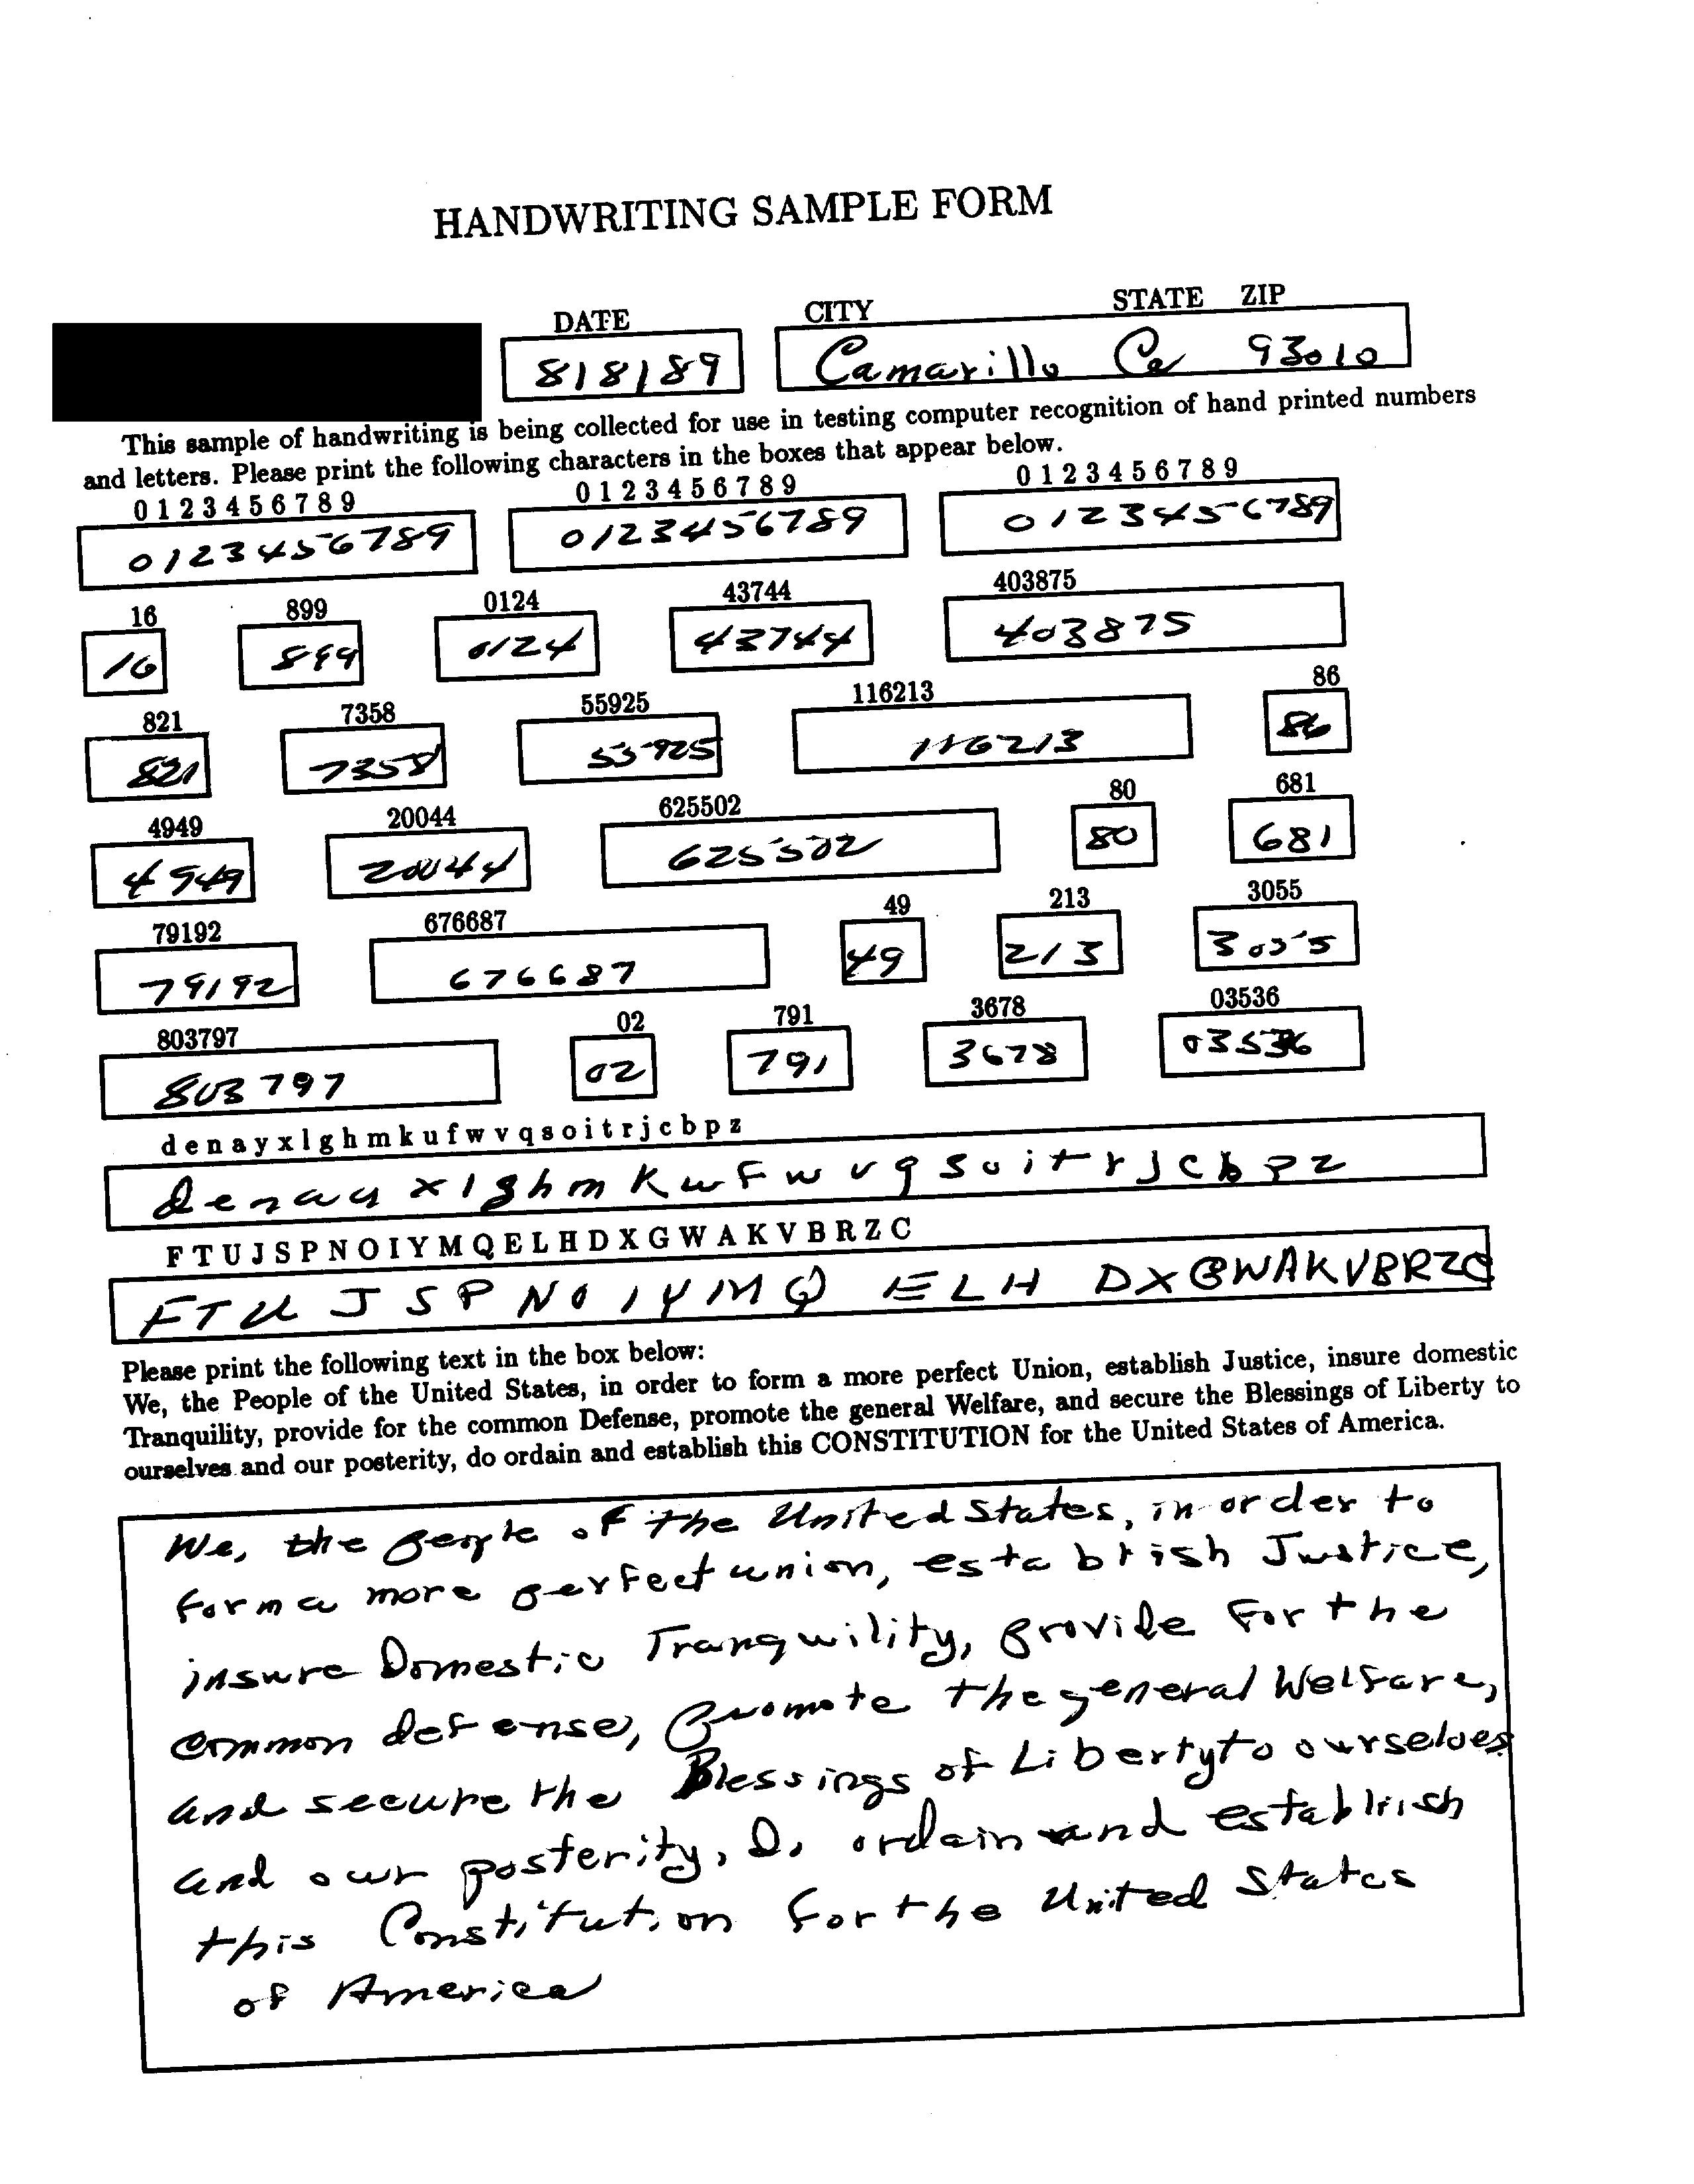 HANDWRITING SAMPLE FORM
DATE CITY STATE ZIP
8/8/89 Camarillo Ca 93010
This sample of handwriting is being collected for use in testing computer recognition of hand printed numbers
and letters. Please print the following characters in the boxes that appear below.
0 1 2 3 4 5 6 7 8 9 0 1 2 3 4 5 6 7 8 9 0 1 2 3 4 5 6 7 8 9
0123456789 0123456789 0123456789
16 899 0124 43744 403875
16 899 0124 43744 403875
821 7358 55925 116213 86
821 7358 55925 116213 86
4949 20044 625502 80 681
4949 20044 625502 80 681
79192 676687 49 213 3055
79192 676687 49 213 3055
803797 02 791 3678 03536
803797 02 791 3678 03536
d e n a y x l g h m k u f w v q s o i t r j c b p z
d e n a y x l g h m k u f w v q s o i t r j c b p z
F T U J S P N O I Y M Q E L H D X G W A K V B R Z C
F T U J S P N O I Y M Q E L H D X G W A K V B R Z C
Please print the following text in the box below:
We, the People of the United States, in order to form a more perfect Union, establish Justice, insure domestic
Tranquility, provide for the common Defense, promote the general Welfare, and secure the Blessings of Liberty to
ourselves and our posterity, do ordain and establish this CONSTITUTION for the United States of America.
We, the people of the United States, in order to
form a more perfect union, establish Justice,
insure Domestic Tranquility, provide for the
common defense, promote the general Welfare,
and secure the Blessings of Liberty to ourselves
and our posterity, Do ordain and establish
this Constitution for the United States
of America